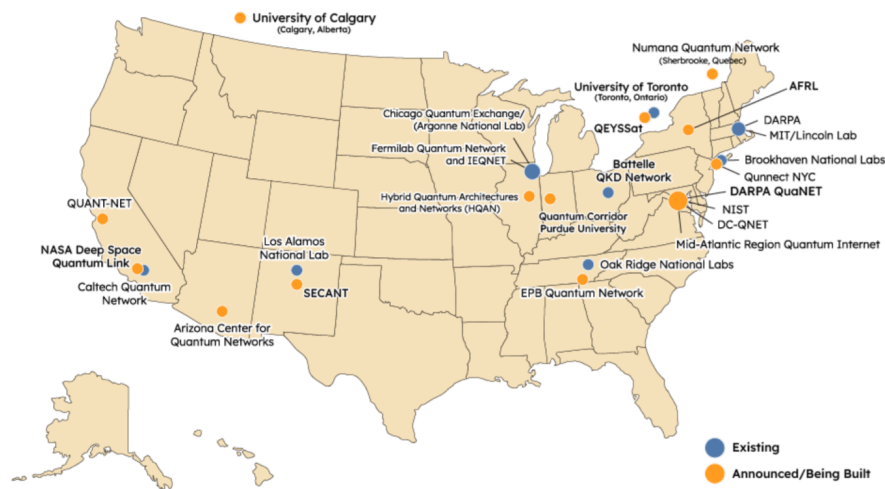 University of Calgary
(Calgary, Alberta)
Numana Quantum Network
(Sherbrooke, Quebec)
University of Toronto
(Toronto, Ontario)
AFRL
QEYSSat
Chicago Quantum Exchange/
(Argonne National Lab)
DARPA
MIT/Lincoln Lab
Fermilab Quantum Network
and IEQNET
Battelle
QKD Network
Brookhaven National Labs
Qunnect NYC
DARPA QuaNET
NIST
DC-QNET
Hybrid Quantum Architectures
and Networks (HQAN)
Quantum Corridor
Purdue University
Mid-Atlantic Region Quantum Internet
QUANT-NET
NASA Deep Space
Quantum Link
Caltech Quantum
Network
Los Alamos
National Lab
SECANT
Oak Ridge National Labs
EPB Quantum Network
Arizona Center for
Quantum Networks
Existing
Announced/Being Built